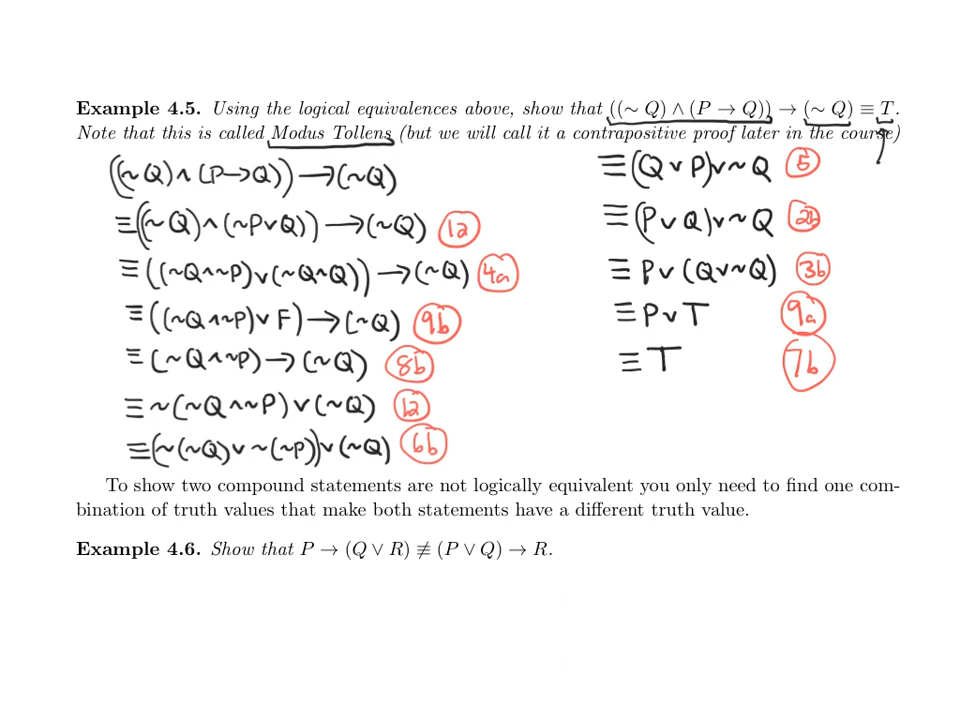 Example 4.5. Using the logical equivalences above, show that ((∼ Q) ∧ (P → Q)) → (∼ Q) ≡ T.
Note that this is called Modus Tollens (but we will call it a contrapositive proof later in the course)
((~Q) ∧ (P→Q)) → (~Q)
≡ ((~Q) ∧ (~P∨Q)) → (~Q) 12
≡ ((~Q∧~P)∨(~Q∧Q)) → (~Q) 4a
≡ ((~Q∧~P)∨F) → (~Q) 9b
≡ (~Q∧~P) → (~Q) 8b
≡ ~(~Q∧~P)∨(~Q) 12
≡ (~(~Q)∨~(~P))∨(~Q) 6b
≡ (Q∨P)∨~Q 5
≡ (P∨Q)∨~Q 2b
≡ P∨(Q∨~Q) 3b
≡ P∨T 9a
≡ T 7b
To show two compound statements are not logically equivalent you only need to find one com-
bination of truth values that make both statements have a different truth value.
Example 4.6. Show that P → (Q ∨ R) ≢ (P ∨ Q) → R.